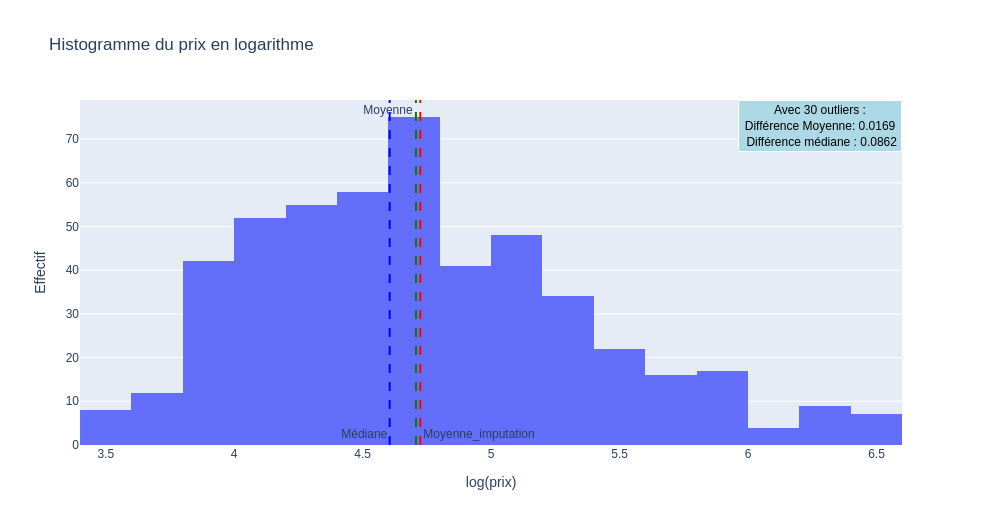 Histogramme du prix en logarithme
Moyenne
Avec 30 outliers :
Différence Moyenne: 0.0169
Différence médiane : 0.0862
70
60
50
40
30
20
10
0
Effectif
Médiane
Moyenne_imputation
3.5
4
4.5
5
5.5
6
6.5
log(prix)